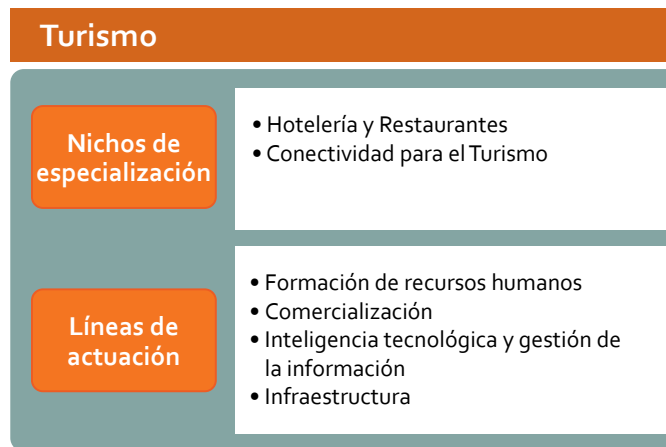 Turismo
Nichos de
especialización
• Hotelería y Restaurantes
• Conectividad para el Turismo
Líneas de
actuación
• Formación de recursos humanos
• Comercialización
• Inteligencia tecnológica y gestión de
la información
• Infraestructura